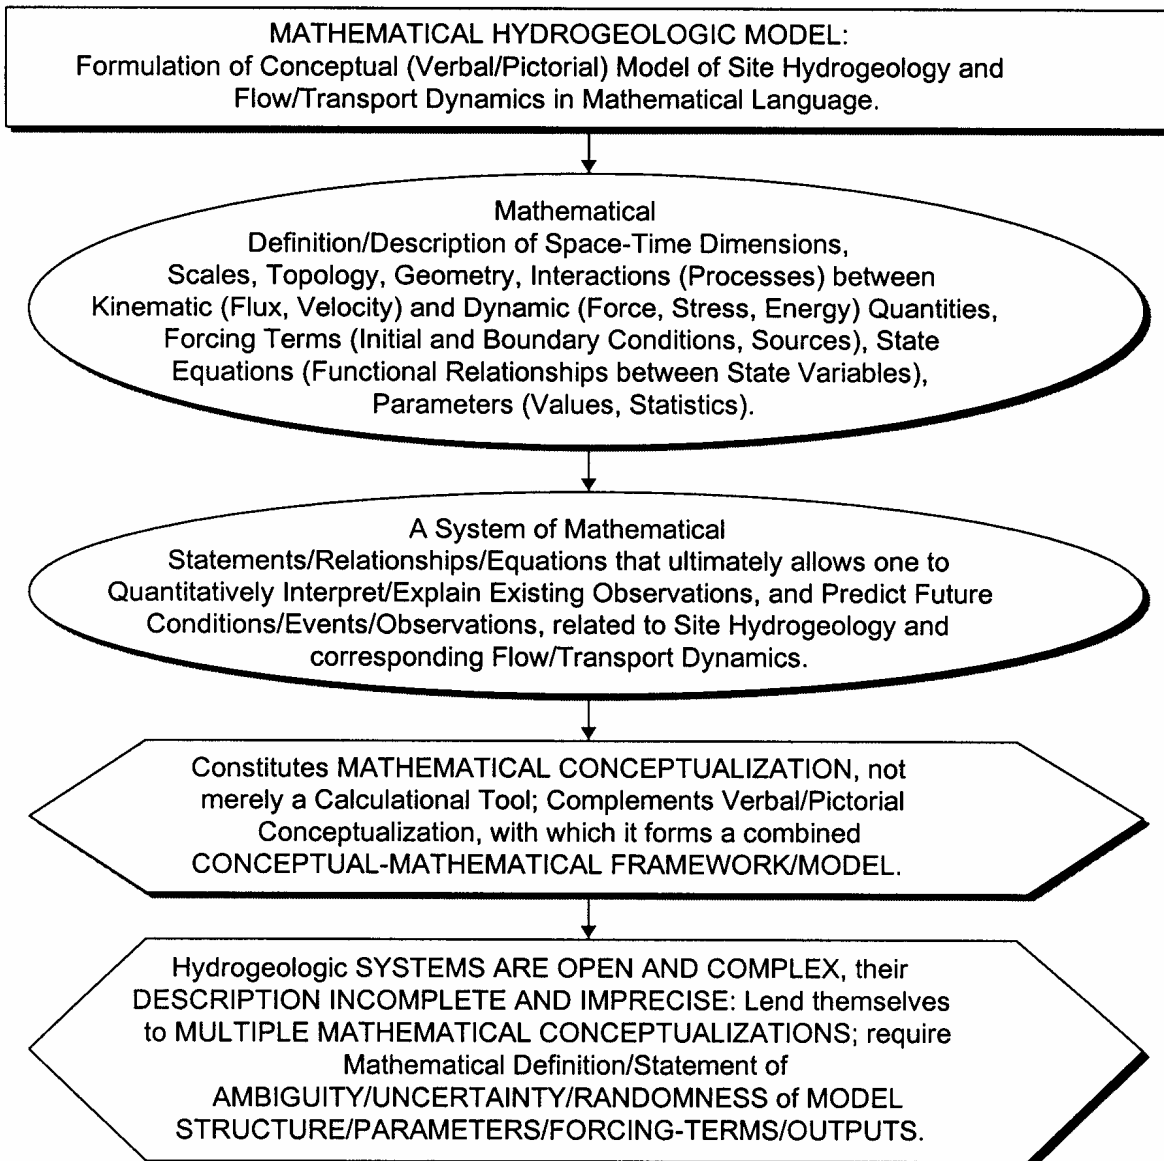 MATHEMATICAL HYDROGEOLOGIC MODEL:
Formulation of Conceptual (Verbal/Pictorial) Model of Site Hydrogeology and
Flow/Transport Dynamics in Mathematical Language.
Mathematical
Definition/Description of Space-Time Dimensions,
Scales, Topology, Geometry, Interactions (Processes) between
Kinematic (Flux, Velocity) and Dynamic (Force, Stress, Energy) Quantities,
Forcing Terms (Initial and Boundary Conditions, Sources), State
Equations (Functional Relationships between State Variables),
Parameters (Values, Statistics).
A System of Mathematical
Statements/Relationships/Equations that ultimately allows one to
Quantitatively Interpret/Explain Existing Observations, and Predict Future
Conditions/Events/Observations, related to Site Hydrogeology and
corresponding Flow/Transport Dynamics.
Constitutes MATHEMATICAL CONCEPTUALIZATION, not
merely a Calculational Tool; Complements Verbal/Pictorial
Conceptualization, with which it forms a combined
CONCEPTUAL-MATHEMATICAL FRAMEWORK/MODEL.
Hydrogeologic SYSTEMS ARE OPEN AND COMPLEX, their
DESCRIPTION INCOMPLETE AND IMPRECISE: Lend themselves
to MULTIPLE MATHEMATICAL CONCEPTUALIZATIONS; require
Mathematical Definition/Statement of
AMBIGUITY/UNCERTAINTY/RANDOMNESS of MODEL
STRUCTURE/PARAMETERS/FORCING-TERMS/OUTPUTS.